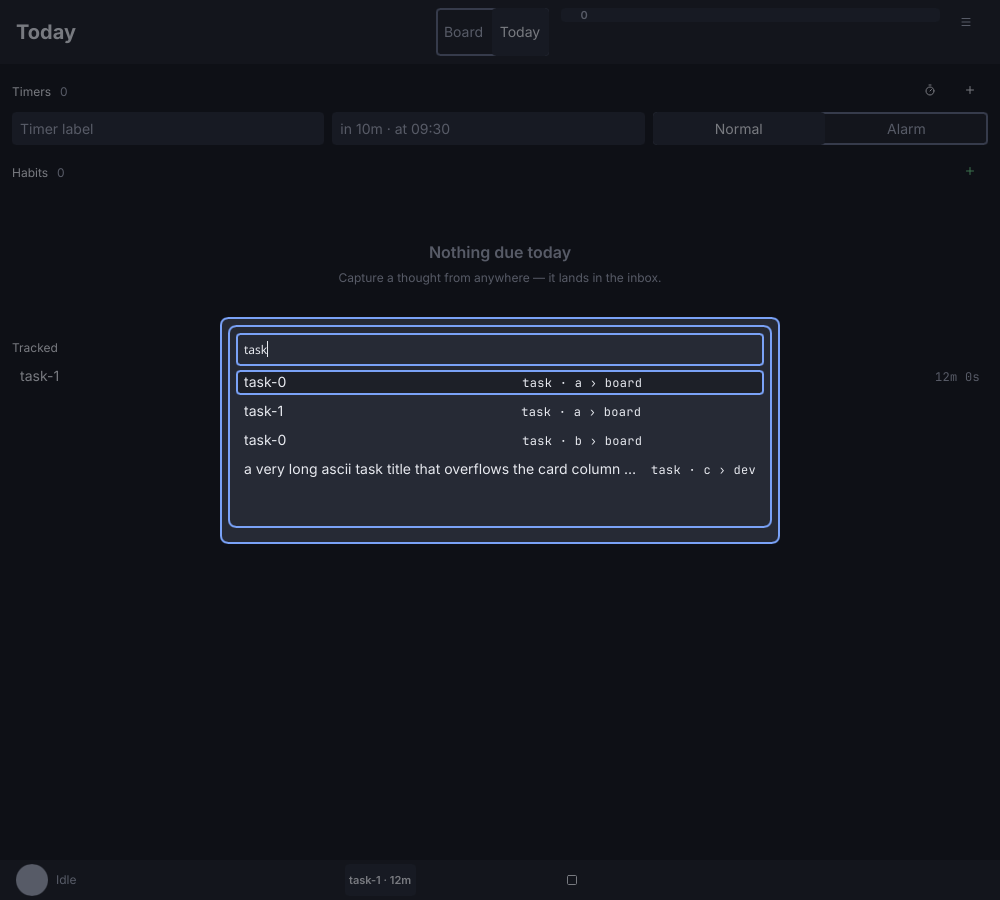 Today
Board Today 0 ☰
Timers 0 +
Timer label in 10m · at 09:30 Normal Alarm
Habits 0 +
Nothing due today
Capture a thought from anywhere — it lands in the inbox.
task
task-0 task · a › board
task-1 task · a › board
task-0 task · b › board
a very long ascii task title that overflows the card column ... task · c › dev
Tracked
task-1 12m 0s
Idle task-1 · 12m